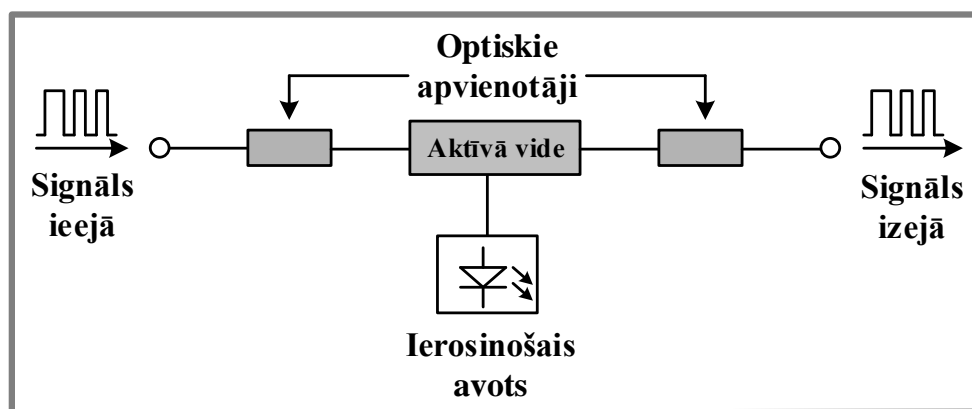 Optiskie
apvienotāji
Aktīvā vide
Signāls
ieejā
Signāls
izejā
Ierosinošais
avots